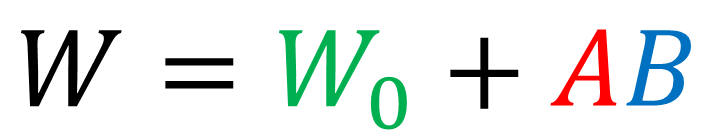 W = W₀ + AB